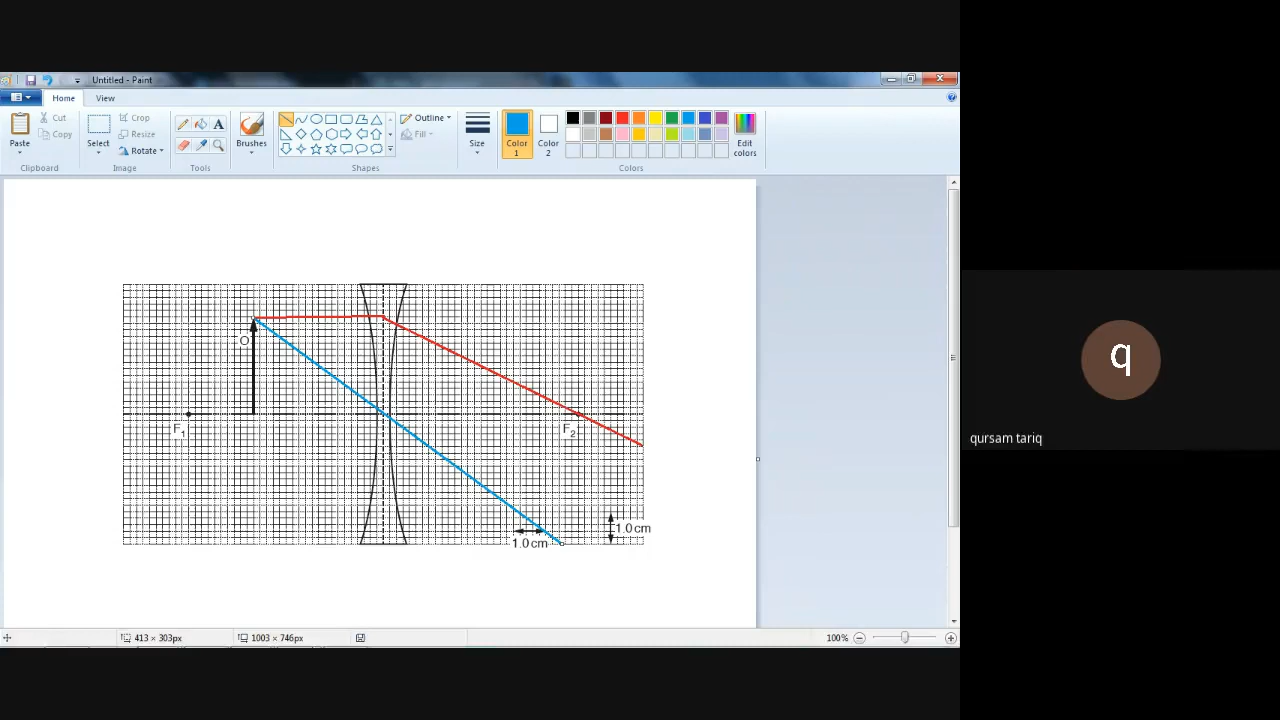 Untitled - Paint
Home View
Cut
Copy
Paste
Clipboard
Select
Crop
Resize
Rotate
Image
A
Tools
Brushes
Outline
Fill
Shapes
Size
Color 1
Color 2
Edit colors
Colors
O
F1
F2
1.0 cm
1.0 cm
413 × 303px
1003 × 746px
100%
q
qursam tariq